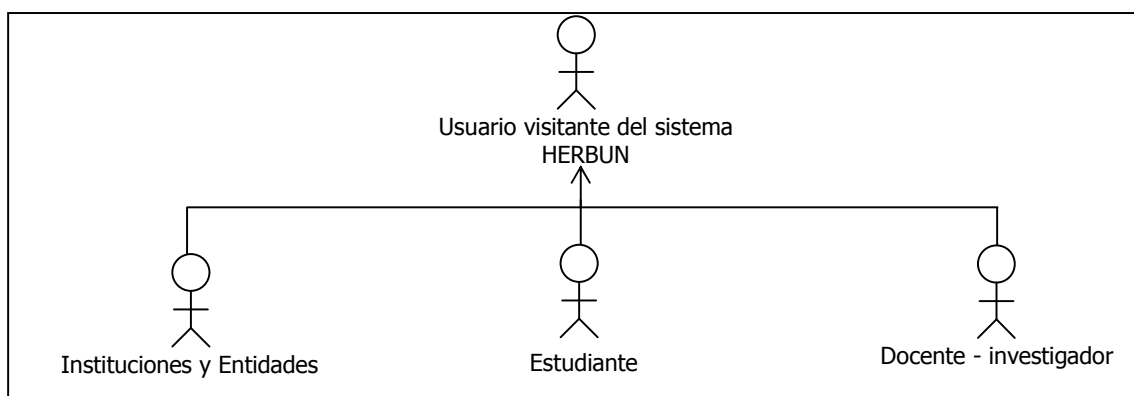 Usuario visitante del sistema
HERBUN
Instituciones y Entidades
Estudiante
Docente - investigador